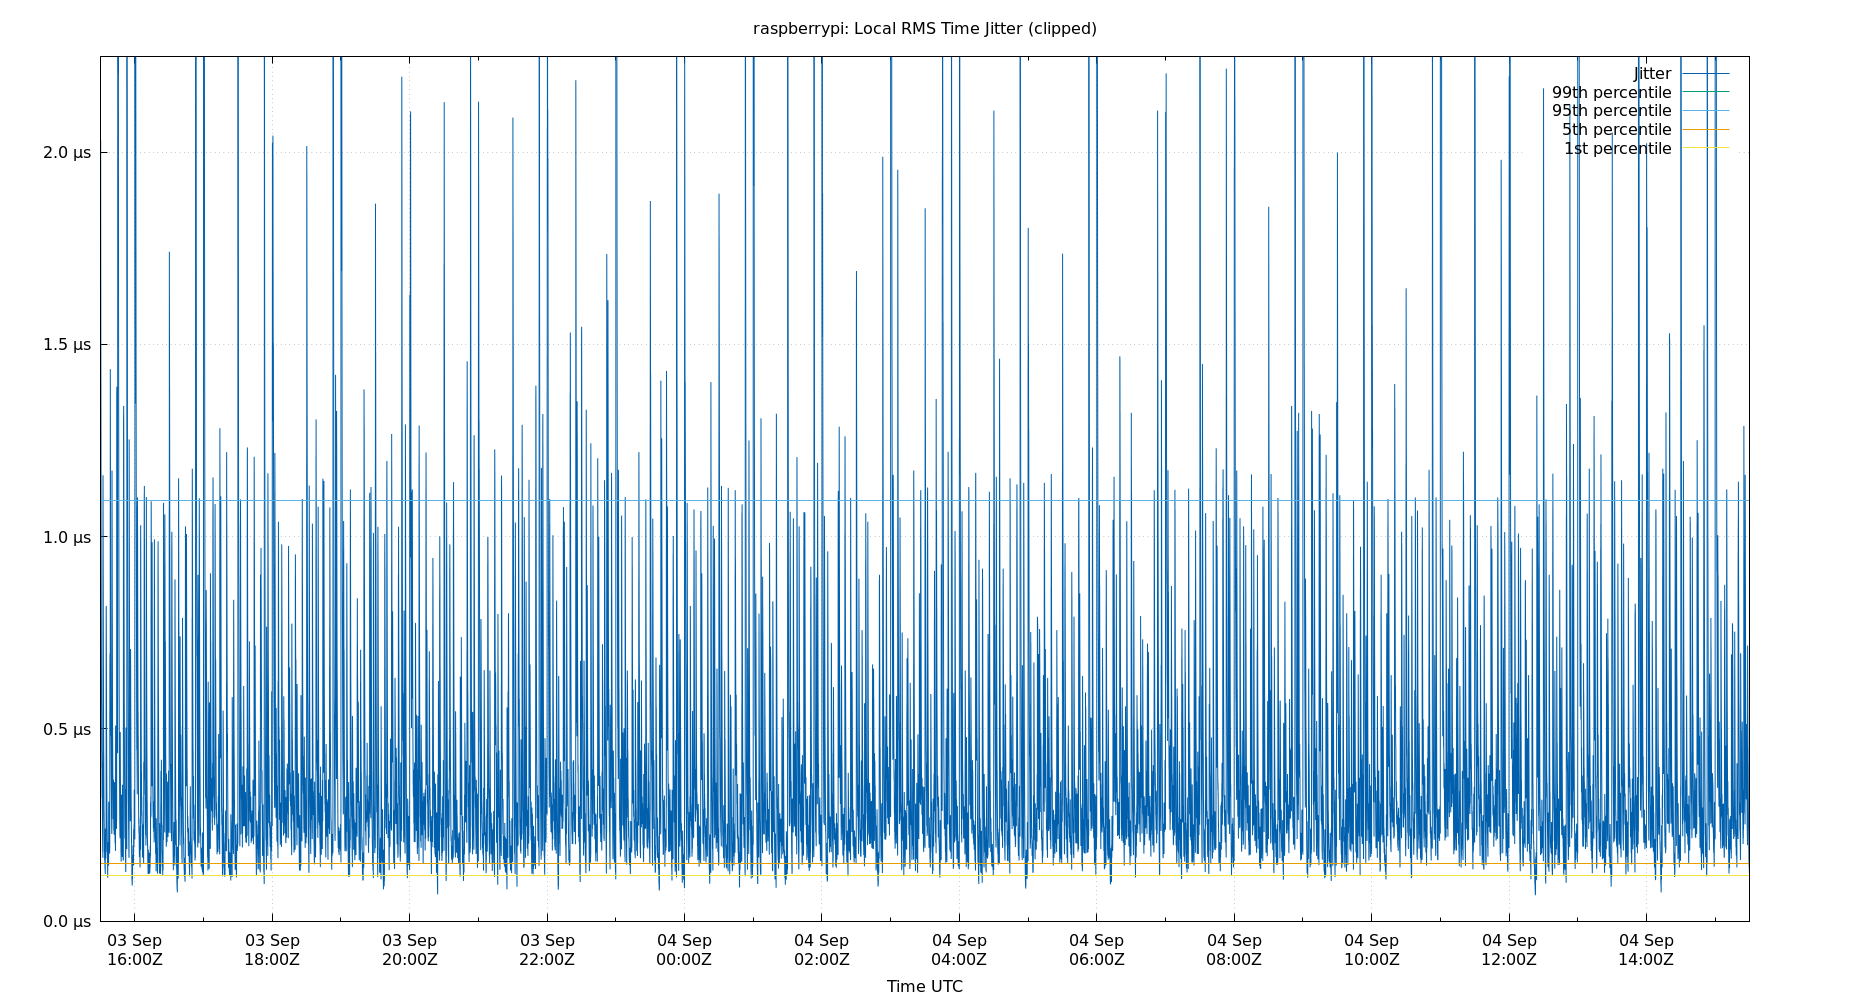 raspberrypi: Local RMS Time Jitter (clipped)
Jitter
99th percentile
95th percentile
5th percentile
1st percentile
2.0 µs
1.5 µs
1.0 µs
0.5 µs
0.0 µs
03 Sep 03 Sep 03 Sep 03 Sep 04 Sep 04 Sep 04 Sep 04 Sep 04 Sep 04 Sep 04 Sep 04 Sep
16:00Z 18:00Z 20:00Z 22:00Z 00:00Z 02:00Z 04:00Z 06:00Z 08:00Z 10:00Z 12:00Z 14:00Z
Time UTC